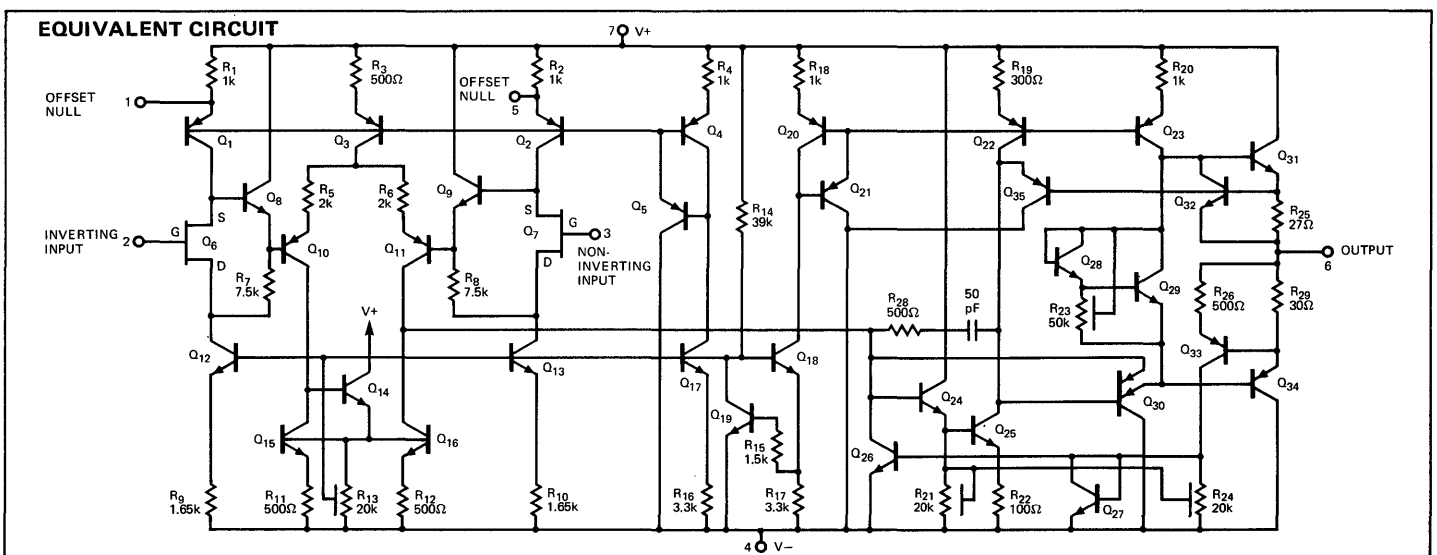 EQUIVALENT CIRCUIT
7 V+
R1 1k
R3 500Ω
R2 1k
R4 1k
R18 1k
R19 300Ω
R20 1k
OFFSET NULL 1
OFFSET NULL 5
Q1
Q3
Q2
Q4
Q20
Q22
Q23
Q31
Q8
R5 2k
R6 2k
Q9
Q5
R14 39k
Q21
Q35
Q32
R25 27Ω
INVERTING INPUT 2
G
S
D
Q6
Q10
Q11
S
G
D
Q7
3
NON-INVERTING INPUT
OUTPUT
6
R7 7.5k
R8 7.5k
Q28
Q29
R23 50k
R26 500Ω
R29 30Ω
V+
R28 500Ω
50 pF
Q12
Q13
Q17
Q18
Q33
Q34
Q14
Q15
Q16
Q19
R15 1.5k
Q24
Q25
Q26
Q30
R9 1.65k
R11 500Ω
R13 20k
R12 500Ω
R10 1.65k
R16 3.3k
R17 3.3k
R21 20k
R22 100Ω
Q27
R24 20k
4 V−